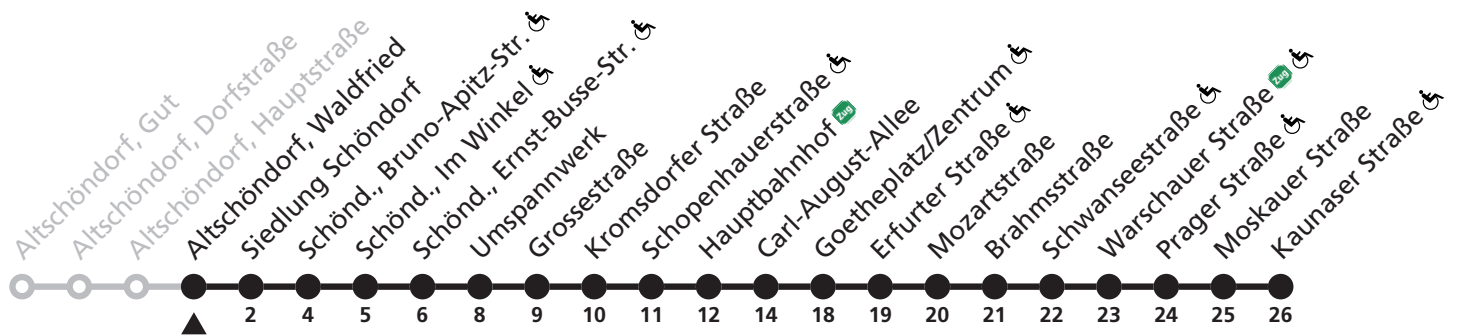 Altschöndorf, Gut
Altschöndorf, Dorfstraße
Altschöndorf, Hauptstraße
Altschöndorf, Waldfried
Siedlung Schöndorf
Schönd., Bruno-Apitz-Str.
Schönd., Im Winkel
Schönd., Ernst-Busse-Str.
Umspannwerk
Grossestraße
Kromsdorfer Straße
Schopenhauerstraße
Hauptbahnhof Zug
Carl-August-Allee
Goetheplatz/Zentrum
Erfurter Straße
Mozartstraße
Brahmsstraße
Schwanseestraße
Warschauer Straße Zug
Prager Straße
Moskauer Straße
Kaunaser Straße
2 4 5 6 8 9 10 11 12 14 18 19 20 21 22 23 24 25 26